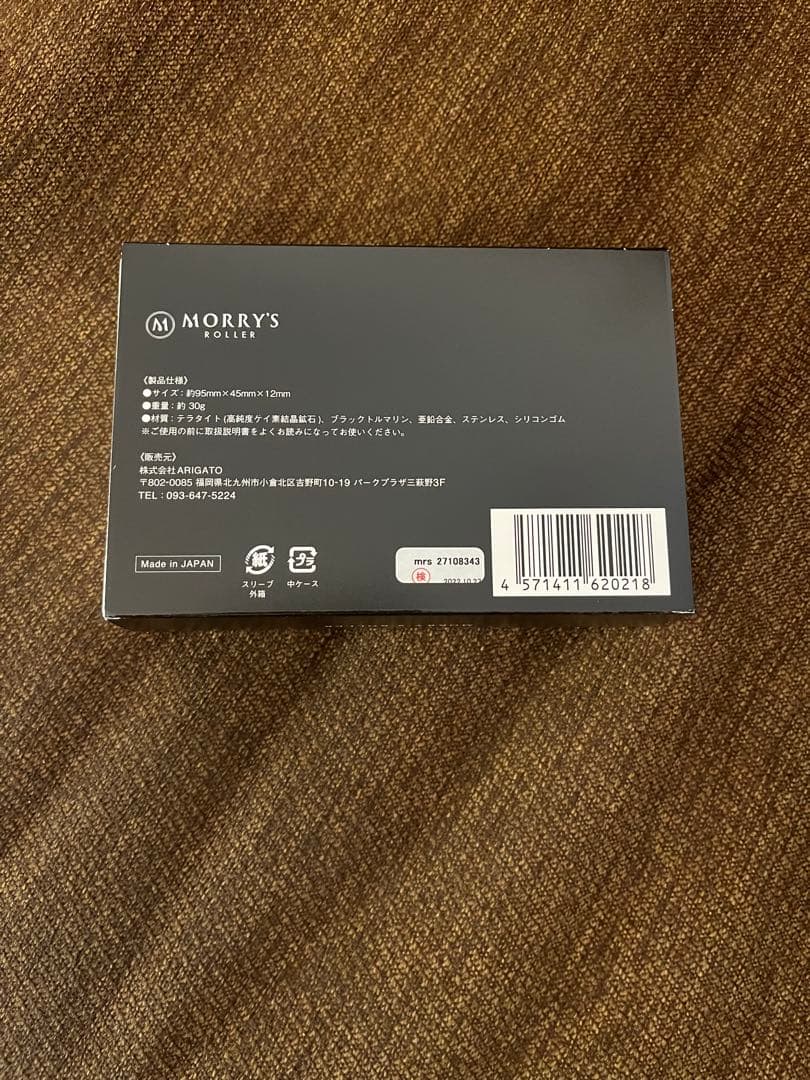 M MORRY'S
ROLLER
〈製品仕様〉
●サイズ：約95mm×45mm×12mm
●重量：約 30g
●材質：テラタイト(高純度ケイ素結晶鉱石)、ブラックトルマリン、亜鉛合金、ステンレス、シリコンゴム
※ご使用の前に取扱説明書をよくお読みになってお使いください。
〈販売元〉
株式会社ARIGATO
〒802-0085 福岡県北九州市小倉北区吉野町10-19 パークプラザ三萩野3F
TEL：093-647-5224
Made in JAPAN
紙
スリーブ
外箱
プラ
中ケース
mrs 27108343
検 2022.10.27
4 571411 620218